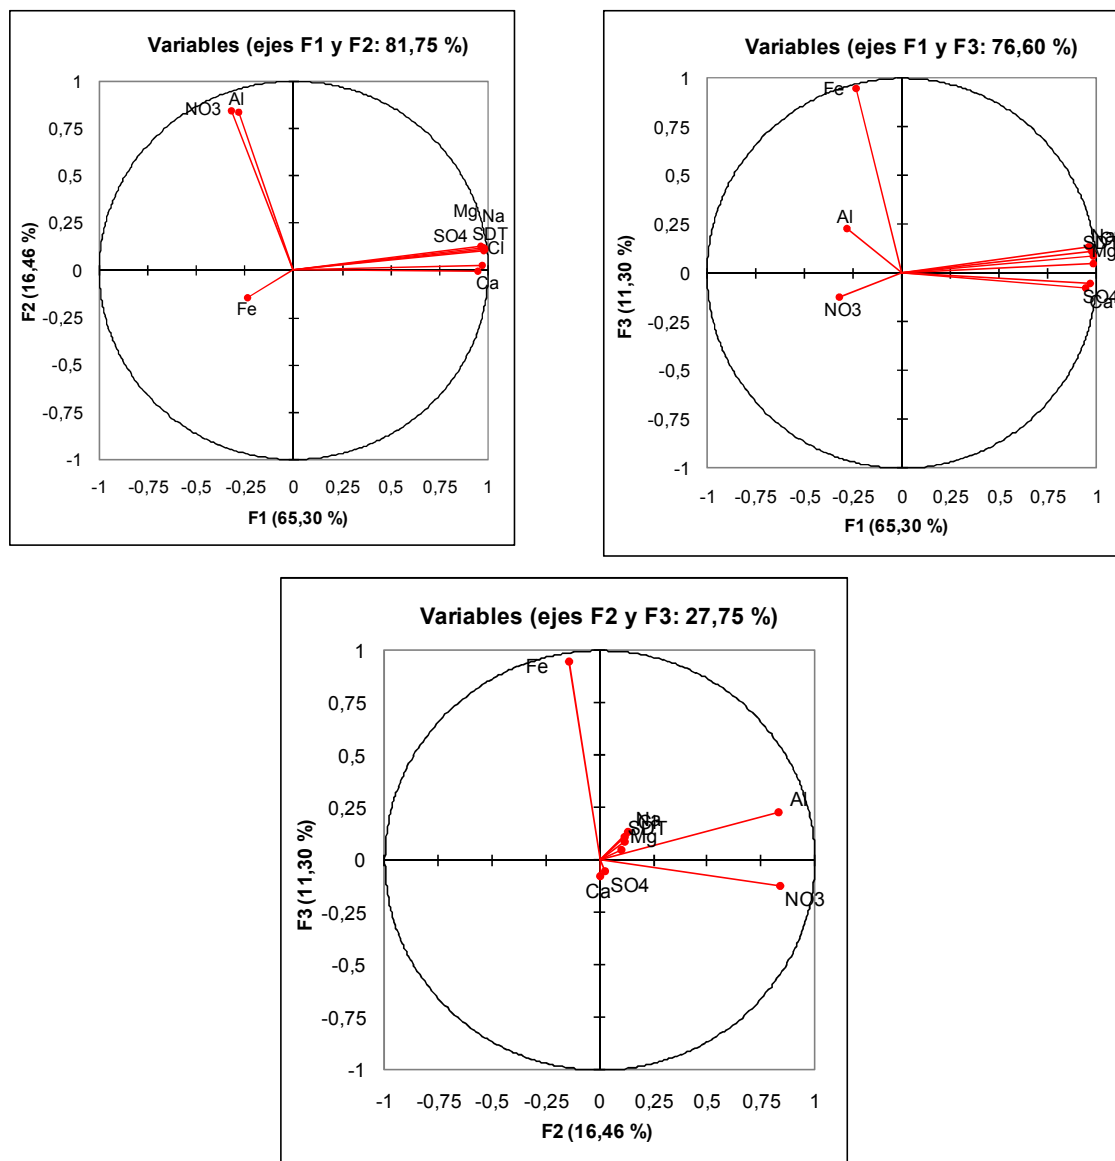 Variables (ejes F1 y F2: 81,75 %)
1
0,75
0,5
0,25
0
-0,25
-0,5
-0,75
-1
F2 (16,46 %)
NO3
Al
Mg
Na
SO4
SDT
Cl
Ca
Fe
-1 -0,75 -0,5 -0,25 0 0,25 0,5 0,75 1
F1 (65,30 %)
Variables (ejes F1 y F3: 76,60 %)
1
0,75
0,5
0,25
0
-0,25
-0,5
-0,75
-1
F3 (11,30 %)
Fe
Al
NO3
Na
SDT
Mg
SO4
Ca
-1 -0,75 -0,5 -0,25 0 0,25 0,5 0,75 1
F1 (65,30 %)
Variables (ejes F2 y F3: 27,75 %)
1
0,75
0,5
0,25
0
-0,25
-0,5
-0,75
-1
F3 (11,30 %)
Fe
Al
Na
SDT
Mg
Ca
SO4
NO3
-1 -0,75 -0,5 -0,25 0 0,25 0,5 0,75 1
F2 (16,46 %)